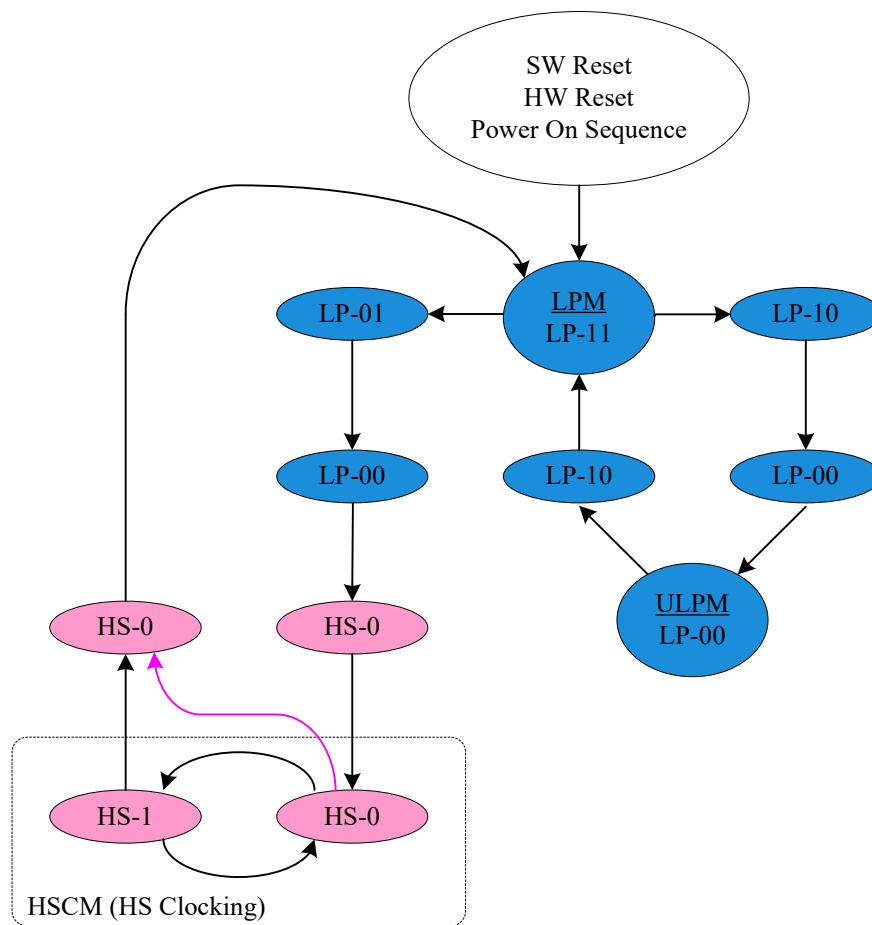 SW Reset
HW Reset
Power On Sequence
LP-01
LPM
LP-11
LP-10
LP-00
LP-10
LP-00
ULPM
LP-00
HS-0
HS-0
HS-1
HS-0
HSCM (HS Clocking)